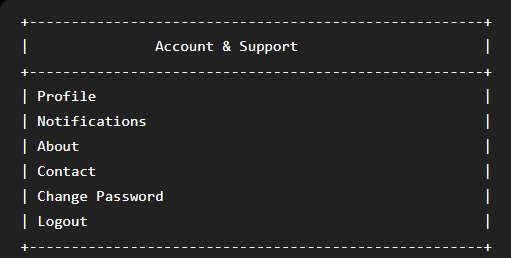 +------------------------------------------------------+
|               Account & Support                      |
+------------------------------------------------------+
| Profile                                              |
| Notifications                                        |
| About                                                |
| Contact                                              |
| Change Password                                      |
| Logout                                               |
+------------------------------------------------------+